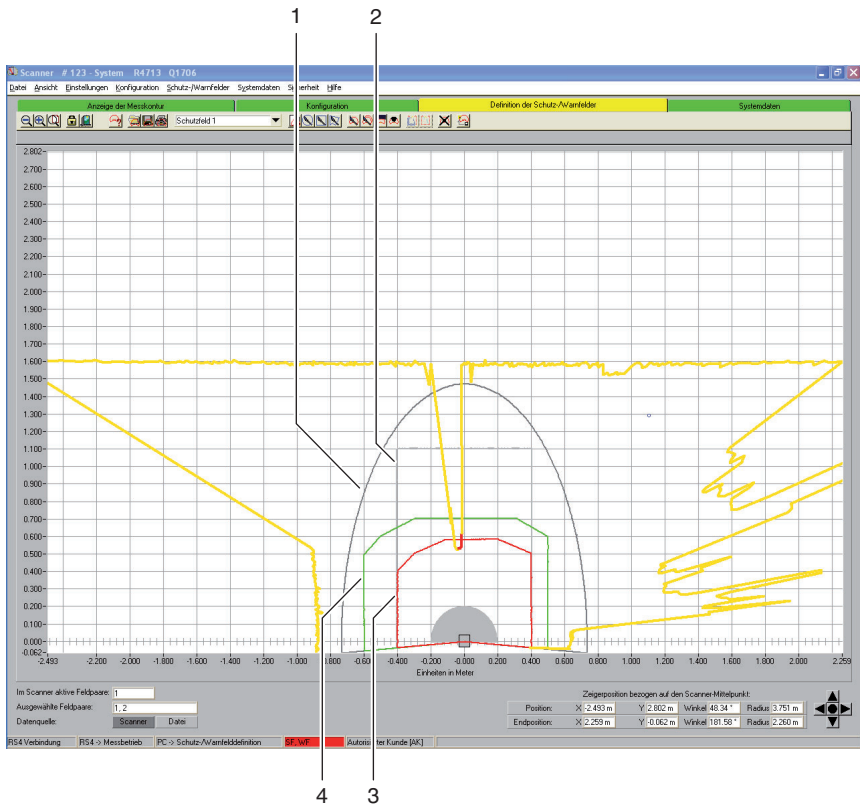 1 2
Scanner # 123 - System R4713 Q1706
Datei Ansicht Einstellungen Konfiguration Schutz-/Warnfelder Systemdaten Sicherheit Hilfe
Anzeige der Messkontur Konfiguration Definition der Schutz-/Warnfelder Systemdaten
Schutzfeld 1
2.802
2.700
2.600
2.500
2.400
2.300
2.200
2.100
2.000
1.900
1.800
1.700
1.600
1.500
1.400
1.300
1.200
1.100
1.000
0.900
0.800
0.700
0.600
0.500
0.400
0.300
0.200
0.100
0.000
-0.062
-2.493 -2.200 -2.000 -1.800 -1.600 -1.400 -1.200 -1.000 -0.800 -0.600 -0.400 -0.200 -0.000 0.200 0.400 0.600 0.800 1.000 1.200 1.400 1.600 1.800 2.000 2.259
Einheiten in Meter
Im Scanner aktive Feldpaare: 1
Ausgewählte Feldpaare: 1, 2
Datenquelle: Scanner Datei
Zeigerposition bezogen auf den Scanner-Mittelpunkt:
Position: X -2.493 m Y 2.802 m Winkel 48.34 ° Radius 3.751 m
Endposition: X 2.259 m Y -0.062 m Winkel 181.58 ° Radius 2.260 m
RS4 Verbindung RS4 -> Messbetrieb PC -> Schutz-/Warnfelddefinition SF, WF Autorisierter Kunde [AK]
4 3